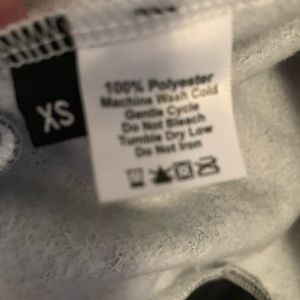 XS
100% Polyester
Machine Wash Cold
Gentle Cycle
Do Not Bleach
Tumble Dry Low
Do Not Iron